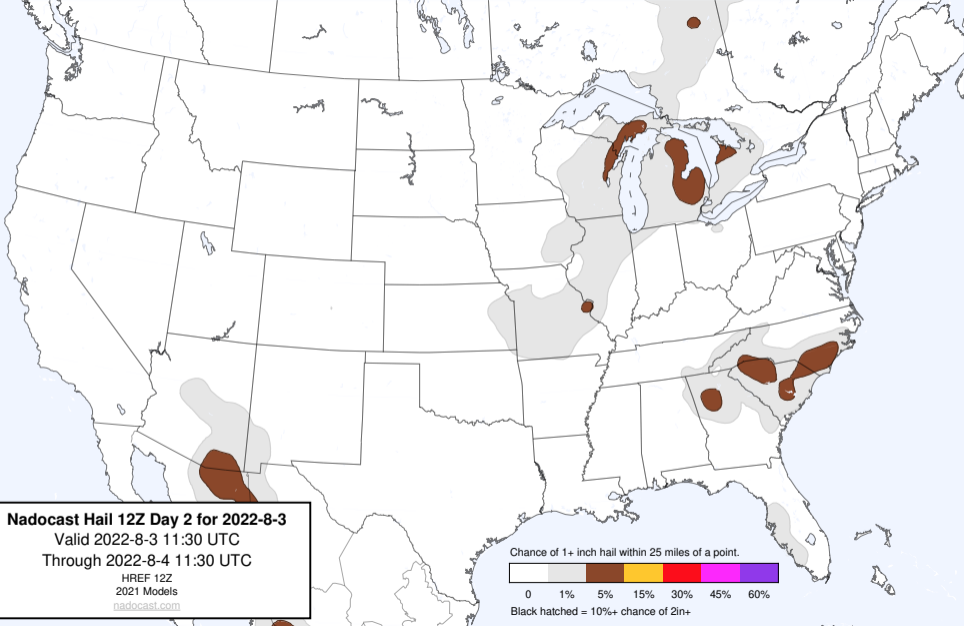 Nadocast Hail 12Z Day 2 for 2022-8-3
Valid 2022-8-3 11:30 UTC
Through 2022-8-4 11:30 UTC
HREF 12Z
2021 Models
nadocast.com
Chance of 1+ inch hail within 25 miles of a point.
0 1% 5% 15% 30% 45% 60%
Black hatched = 10%+ chance of 2in+